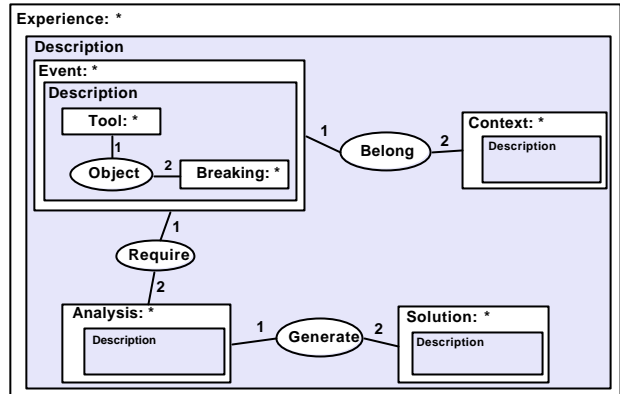 Experience: *
Description
Event: *
Description
Tool: *
1
Object
2
Breaking: *
1
Belong
2
Context: *
Description
1
Require
2
Analysis: *
Description
1
Generate
2
Solution: *
Description